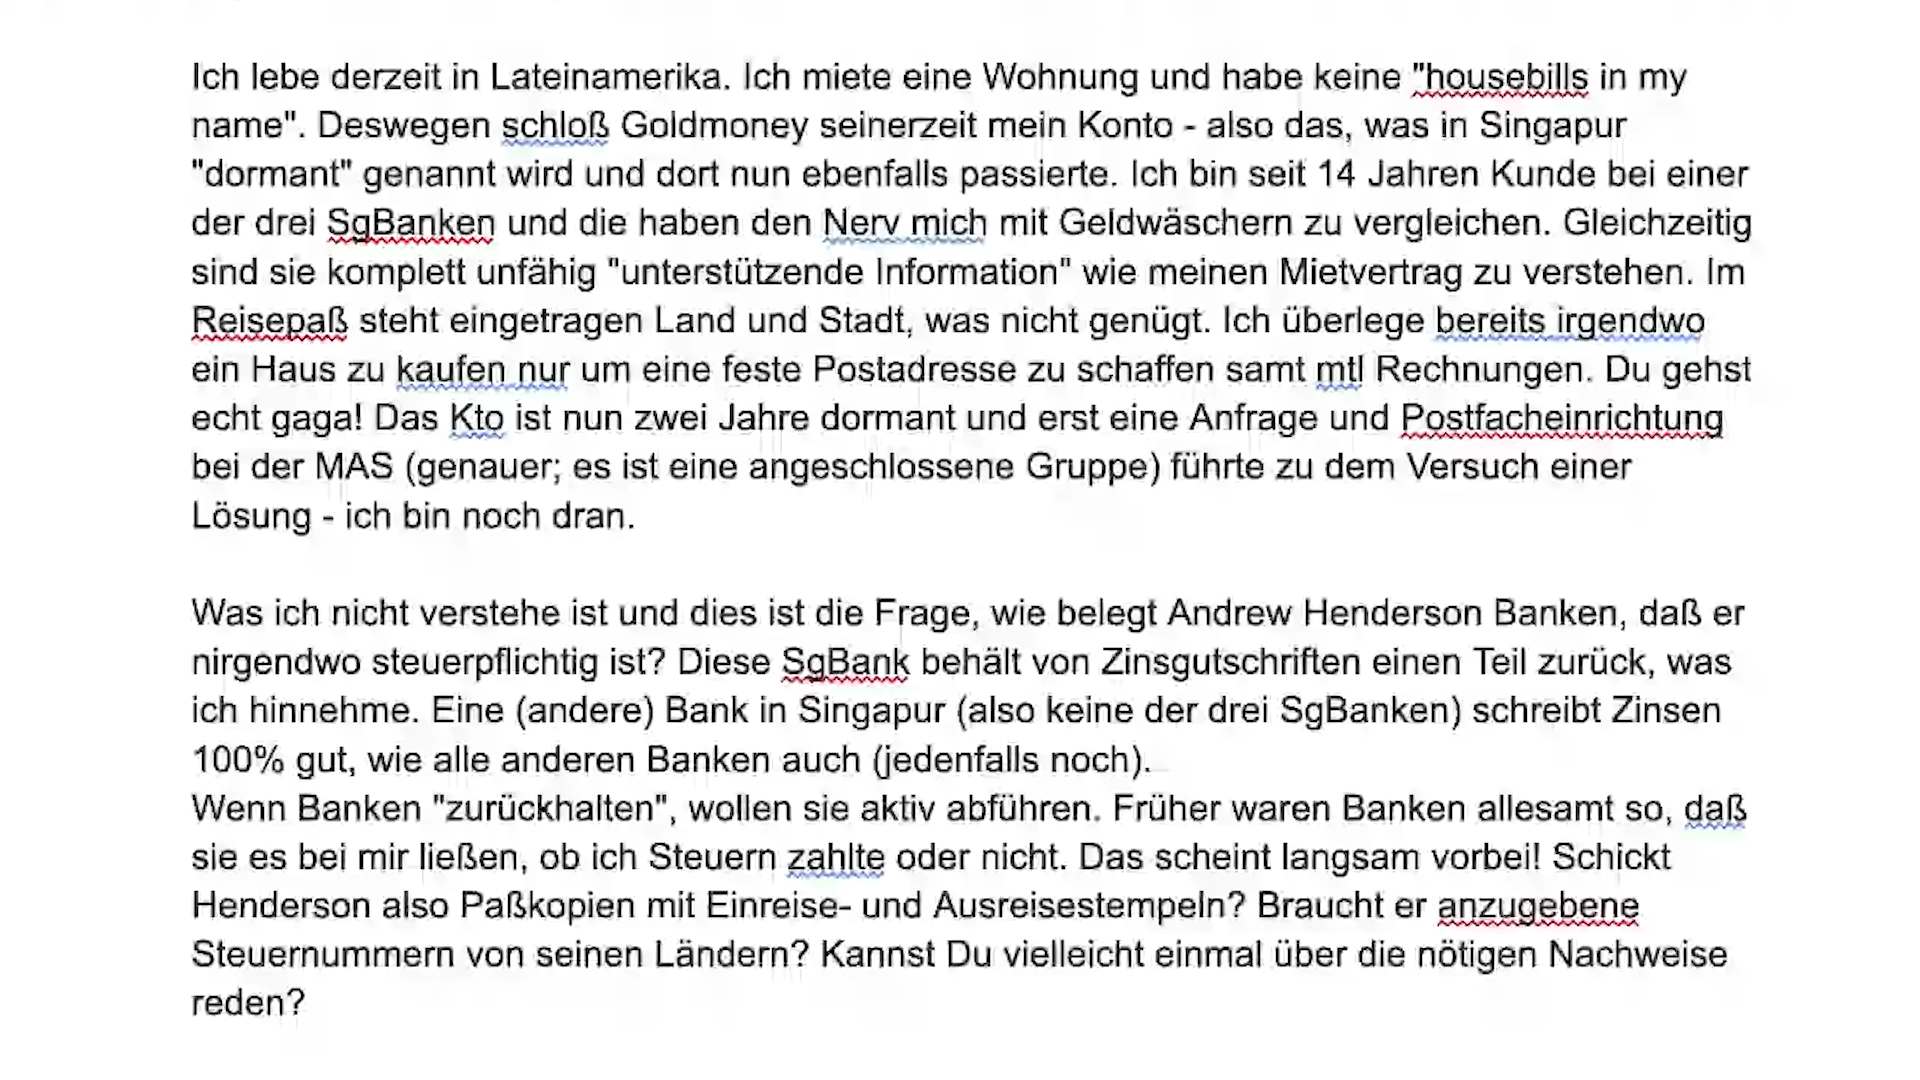 Ich lebe derzeit in Lateinamerika. Ich miete eine Wohnung und habe keine "housebills in my
name". Deswegen schloß Goldmoney seinerzeit mein Konto - also das, was in Singapur
"dormant" genannt wird und dort nun ebenfalls passierte. Ich bin seit 14 Jahren Kunde bei einer
der drei SgBanken und die haben den Nerv mich mit Geldwäschern zu vergleichen. Gleichzeitig
sind sie komplett unfähig "unterstützende Information" wie meinen Mietvertrag zu verstehen. Im
Reisepaß steht eingetragen Land und Stadt, was nicht genügt. Ich überlege bereits irgendwo
ein Haus zu kaufen nur um eine feste Postadresse zu schaffen samt mtl Rechnungen. Du gehst
echt gaga! Das Kto ist nun zwei Jahre dormant und erst eine Anfrage und Postfacheinrichtung
bei der MAS (genauer; es ist eine angeschlossene Gruppe) führte zu dem Versuch einer
Lösung - ich bin noch dran.
Was ich nicht verstehe ist und dies ist die Frage, wie belegt Andrew Henderson Banken, daß er
nirgendwo steuerpflichtig ist? Diese SgBank behält von Zinsgutschriften einen Teil zurück, was
ich hinnehme. Eine (andere) Bank in Singapur (also keine der drei SgBanken) schreibt Zinsen
100% gut, wie alle anderen Banken auch (jedenfalls noch).
Wenn Banken "zurückhalten", wollen sie aktiv abführen. Früher waren Banken allesamt so, daß
sie es bei mir ließen, ob ich Steuern zahlte oder nicht. Das scheint langsam vorbei! Schickt
Henderson also Paßkopien mit Einreise- und Ausreisestempeln? Braucht er anzugebene
Steuernummern von seinen Ländern? Kannst Du vielleicht einmal über die nötigen Nachweise
reden?